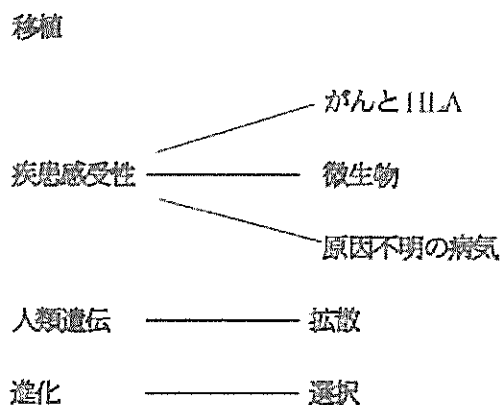 移植
がんとHLA
疾患感受性 微生物
原因不明の病気
人類遺伝 拡散
進化 選択